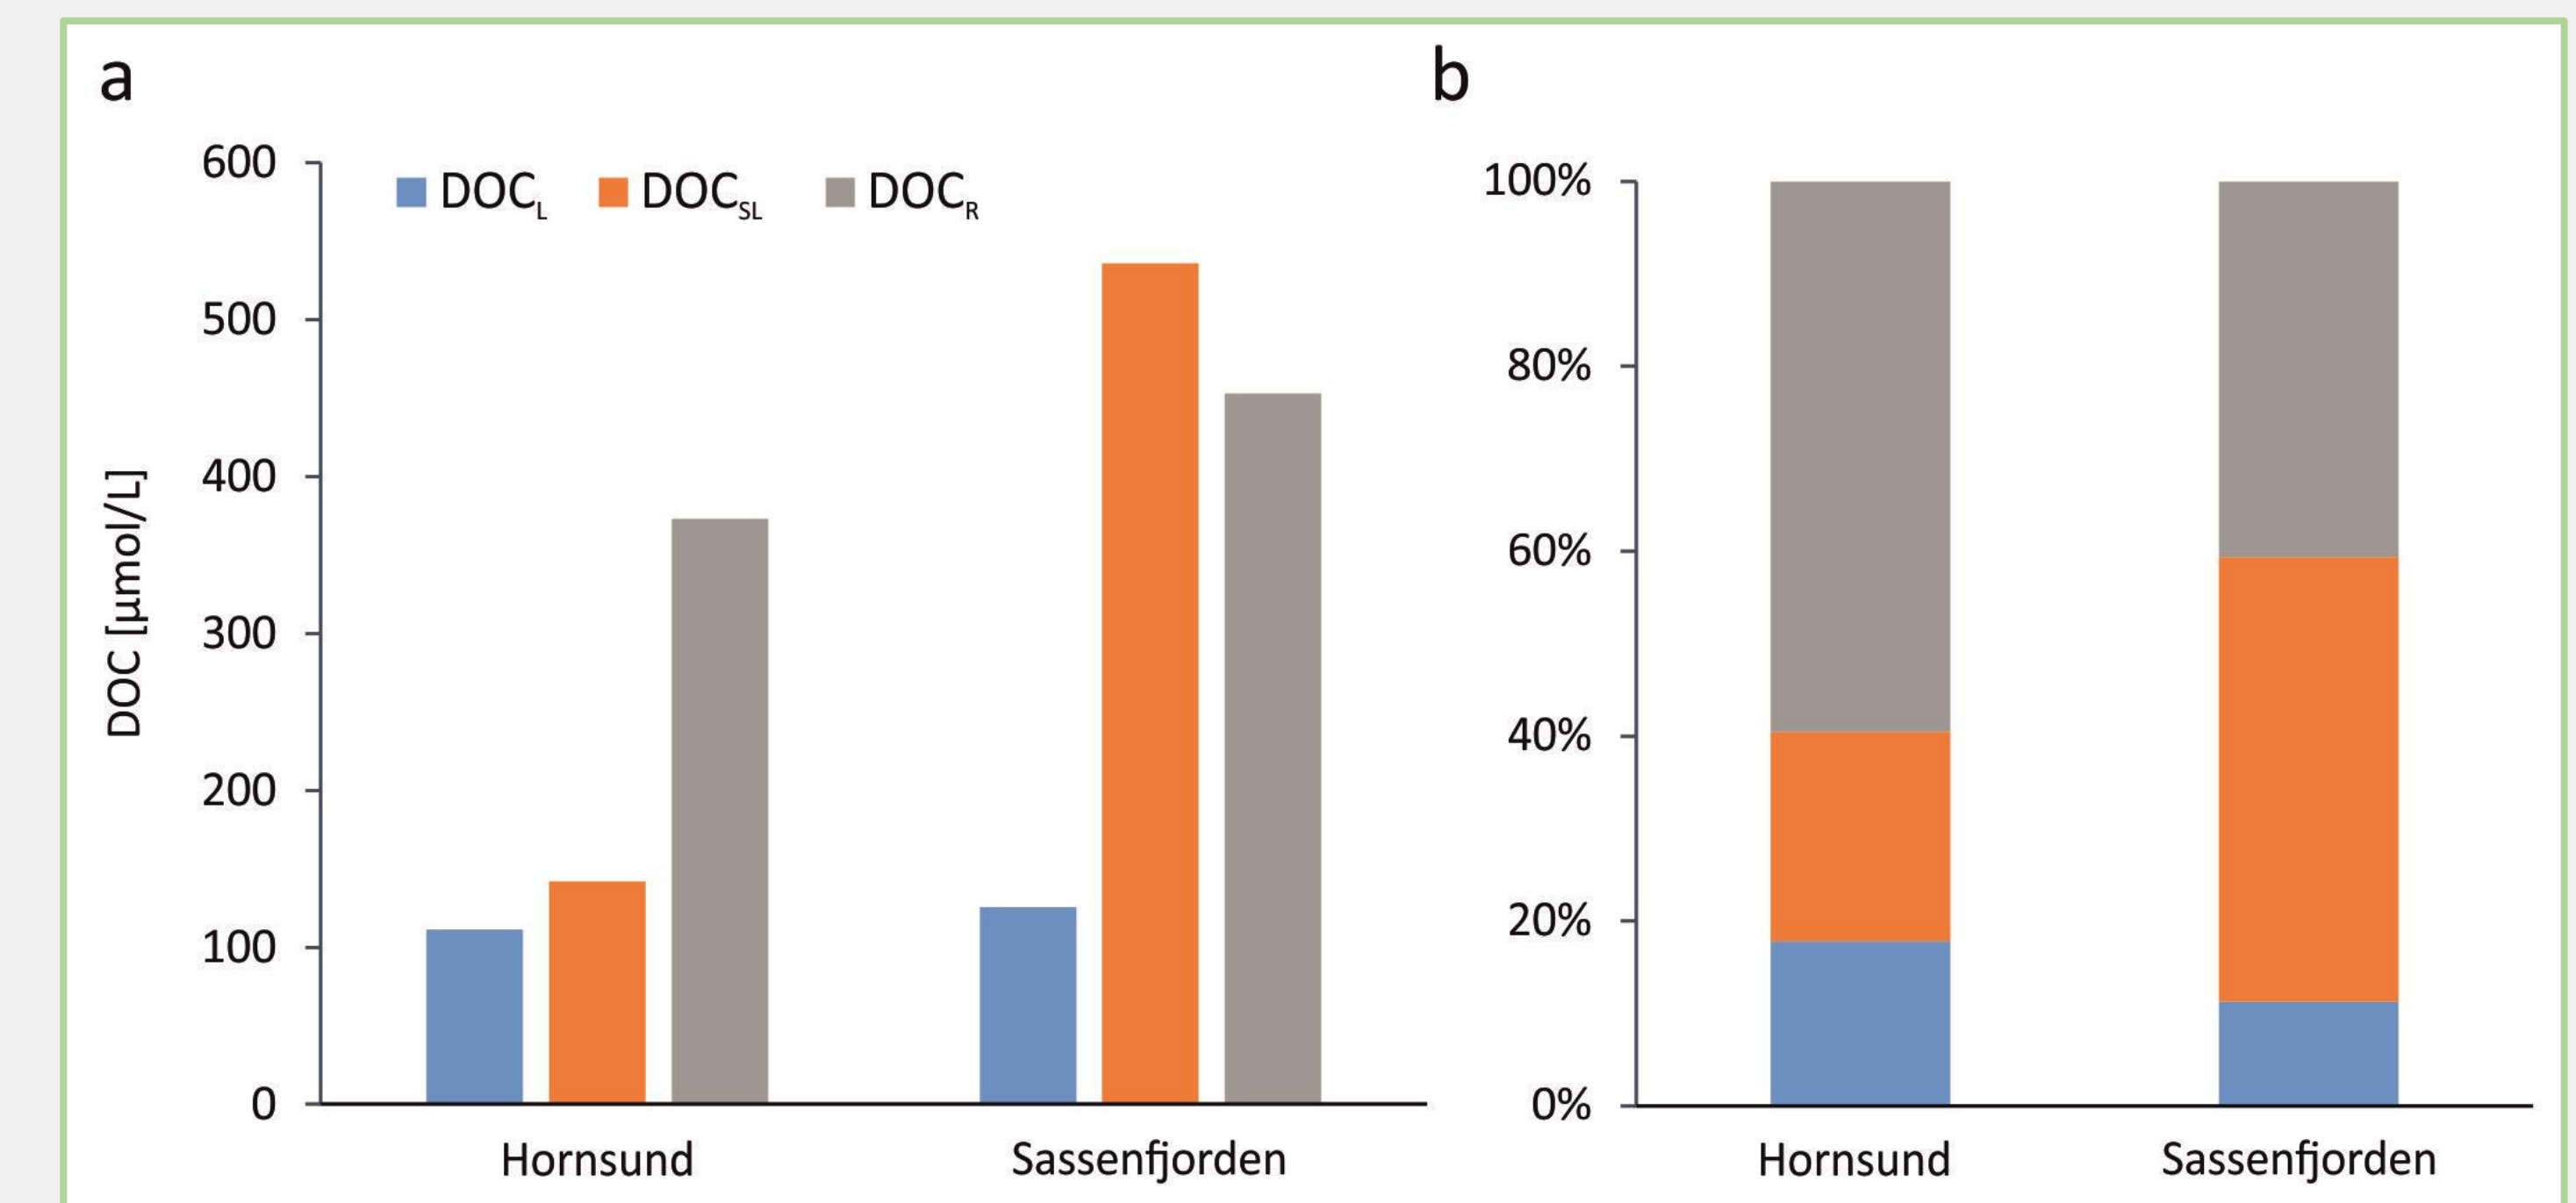 a
600
500
400
300
200
100
0
DOC [µmol/L]
DOCL
DOCSL
DOCR
Hornsund
Sassenfjorden
b
100%
80%
60%
40%
20%
0%
Hornsund
Sassenfjorden